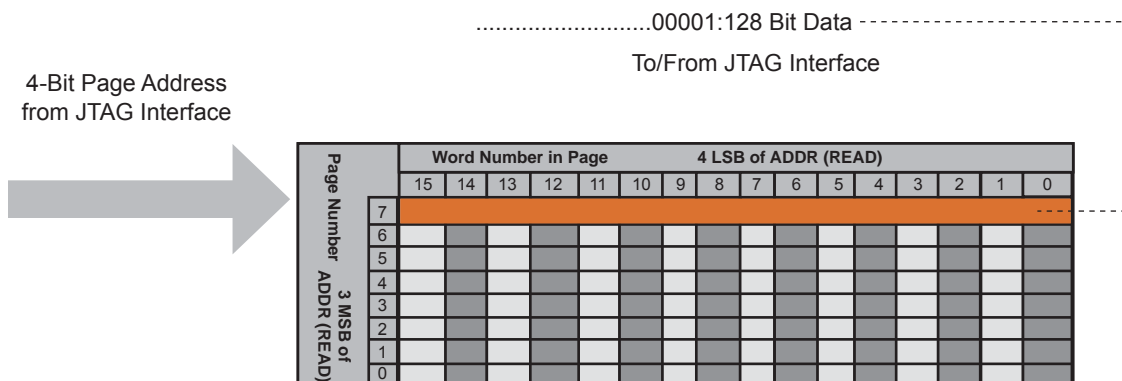 ...........................00001:128 Bit Data
To/From JTAG Interface
4-Bit Page Address
from JTAG Interface
Word Number in Page 4 LSB of ADDR (READ)
15 14 13 12 11 10 9 8 7 6 5 4 3 2 1 0
Page Number
3 MSB of
ADDR (READ)
7
6
5
4
3
2
1
0